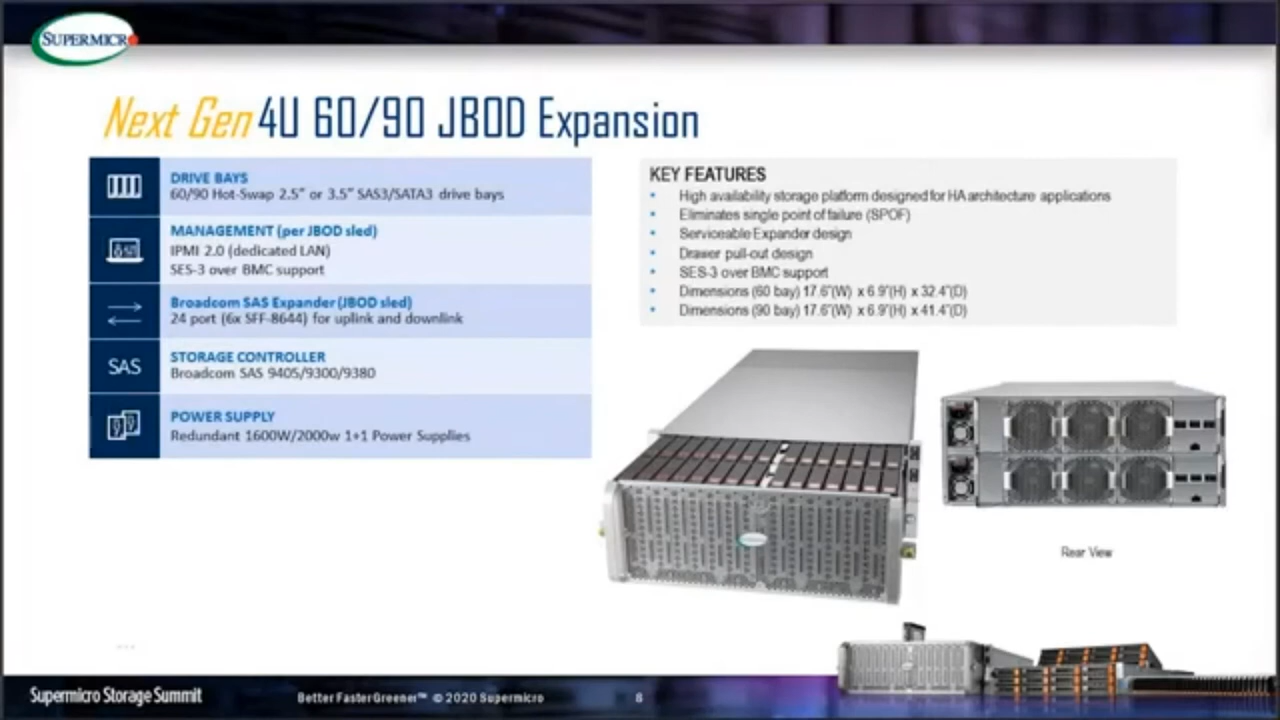 SUPERMICR
Next Gen 4U 60/90 JBOD Expansion
DRIVE BAYS
60/90 Hot-Swap 2.5" or 3.5" SAS3/SATA3 drive bays
MANAGEMENT (per JBOD sled)
IPMI 2.0 (dedicated LAN)
SES-3 over BMC support
Broadcom SAS Expander (JBOD sled)
24 port (6x SFF-8644) for uplink and downlink
SAS
STORAGE CONTROLLER
Broadcom SAS 9405/9300/9380
POWER SUPPLY
Redundant 1600W/2000w 1+1 Power Supplies
KEY FEATURES
• High availability storage platform designed for HA architecture applications
• Eliminates single point of failure (SPOF)
• Serviceable Expander design
• Drawer pull-out design
• SES-3 over BMC support
• Dimensions (60 bay) 17.6"(W) x 6.9"(H) x 32.4"(D)
• Dimensions (90 bay) 17.6"(W) x 6.9"(H) x 41.4"(D)
Rear View
Supermicro Storage Summit
Better Faster Greener™ © 2020 Supermicro
8